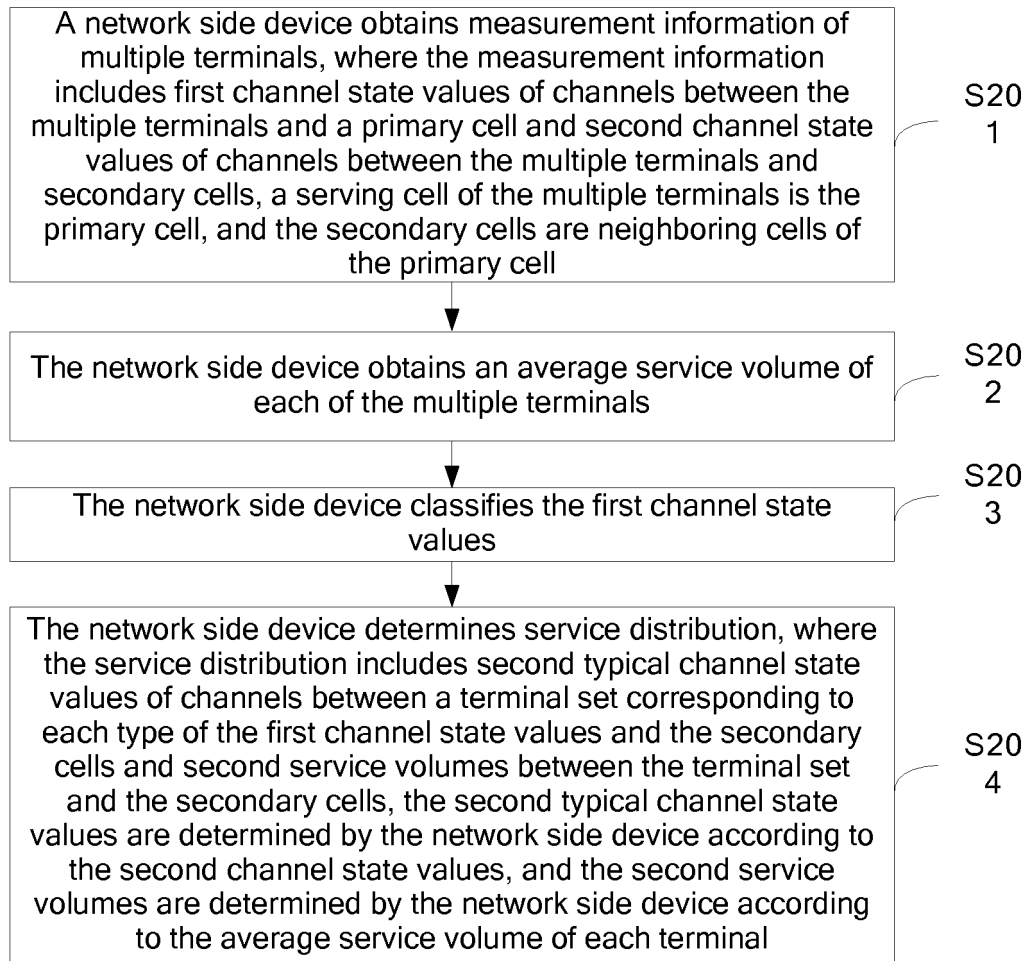 A network side device obtains measurement information of
multiple terminals, where the measurement information
includes first channel state values of channels between the
multiple terminals and a primary cell and second channel state
values of channels between the multiple terminals and
secondary cells, a serving cell of the multiple terminals is the
primary cell, and the secondary cells are neighboring cells of
the primary cell
S20
1
The network side device obtains an average service volume of
each of the multiple terminals
S20
2
The network side device classifies the first channel state
values
S20
3
The network side device determines service distribution, where
the service distribution includes second typical channel state
values of channels between a terminal set corresponding to
each type of the first channel state values and the secondary
cells and second service volumes between the terminal set
and the secondary cells, the second typical channel state
values are determined by the network side device according to
the second channel state values, and the second service
volumes are determined by the network side device according
to the average service volume of each terminal
S20
4